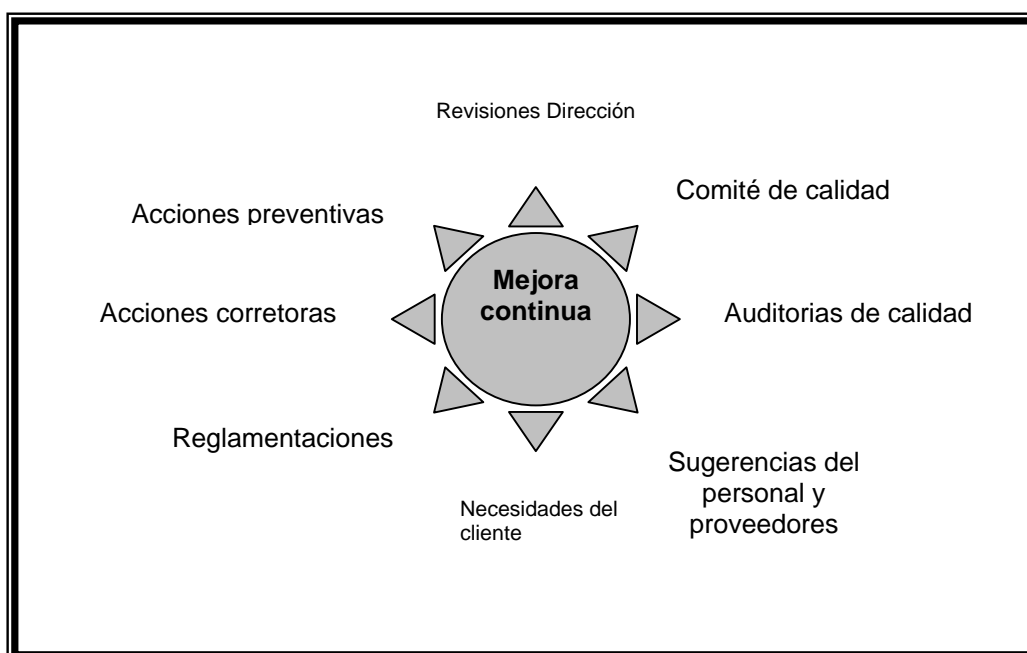 Revisiones Dirección
Comité de calidad
Acciones preventivas
Mejora
continua
Acciones corretoras
Auditorias de calidad
Reglamentaciones
Sugerencias del
personal y
proveedores
Necesidades del
cliente